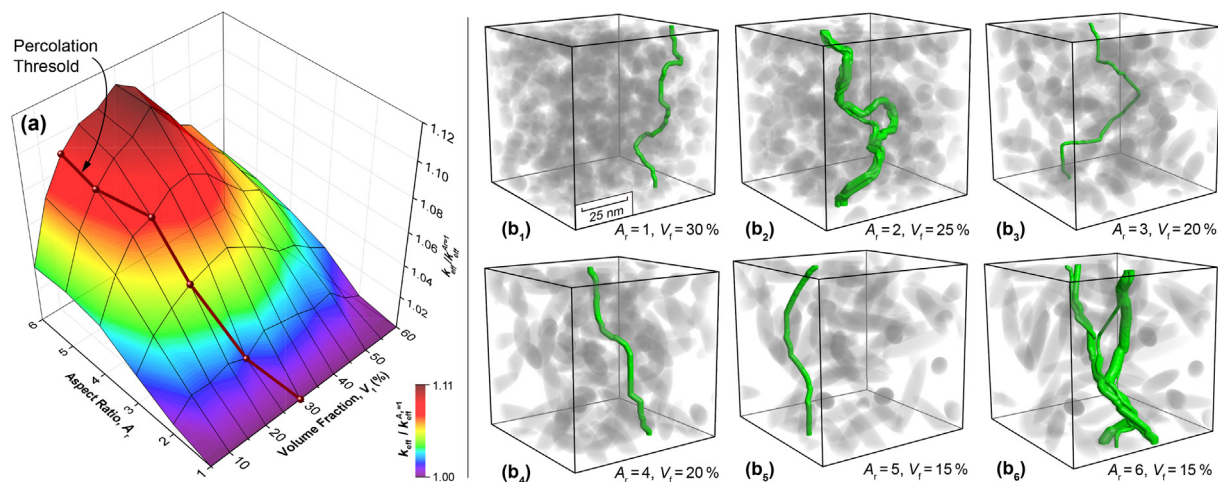 (a)
Percolation
Thresold
1.12
1.10
1.08
1.06
1.04
1.02
k_eff/k_eff^Ar=1
6
5
4
3
2
1
Aspect Ratio, A_r
10
20
30
40
50
60
Volume Fraction, V_f (%)
1.11
1.00
k_eff / k_eff^A_r=1
25 nm
(b₁)
A_r = 1, V_f = 30 %
(b₂)
A_r = 2, V_f = 25 %
(b₃)
A_r = 3, V_f = 20 %
(b₄)
A_r = 4, V_f = 20 %
(b₅)
A_r = 5, V_f = 15 %
(b₆)
A_r = 6, V_f = 15 %